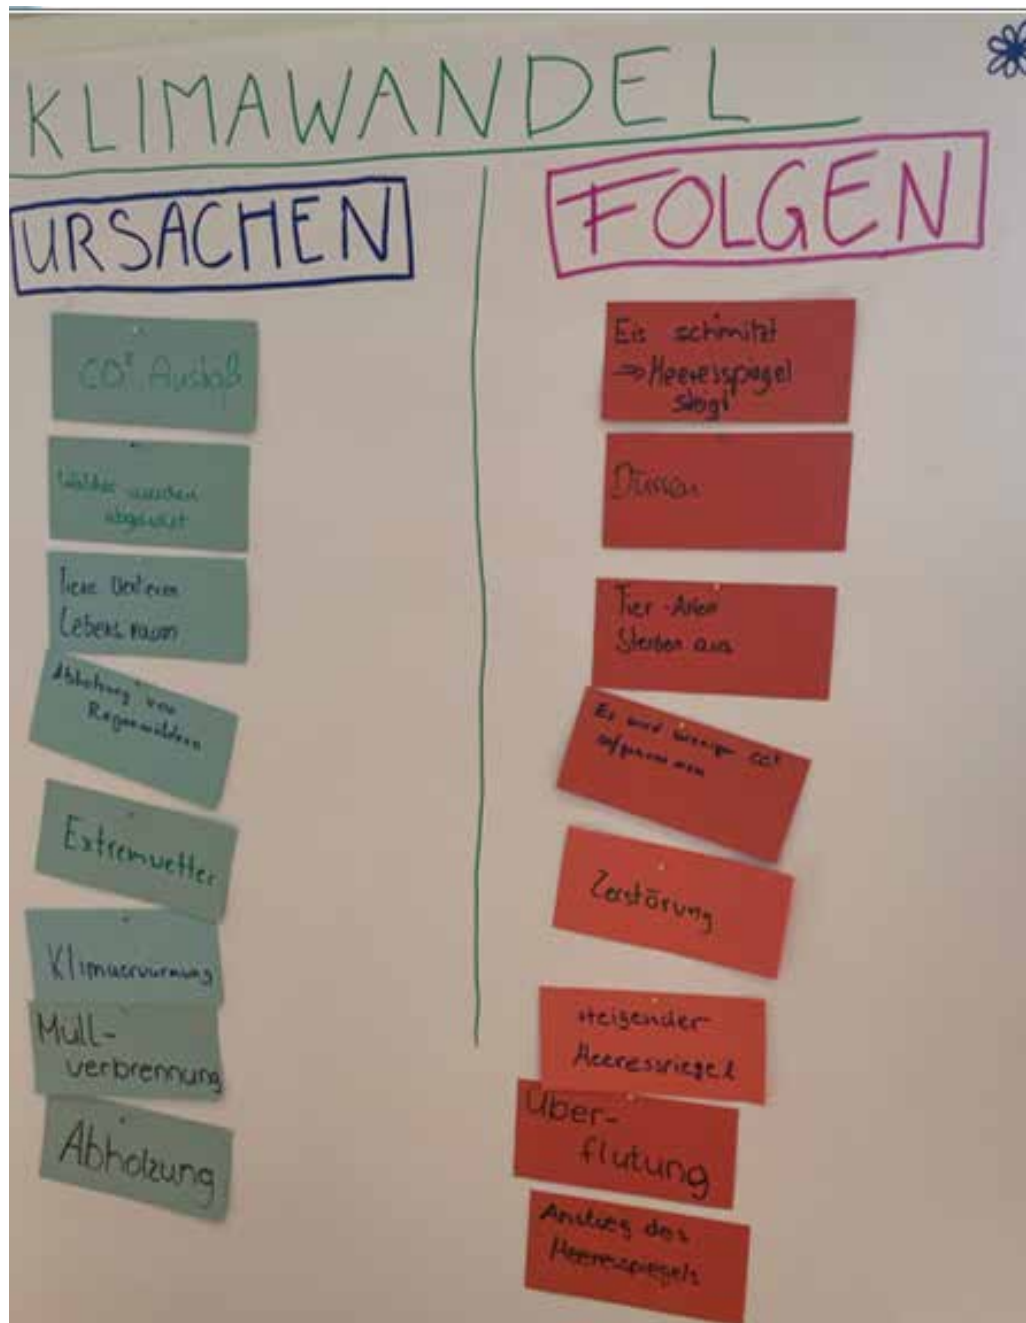 KLIMAWANDEL
URSACHEN
CO² Austoß
Wälder werden
abgeholzt
Tiere verlieren
Lebensraum
Abholzung von
Regenwäldern
Extremwetter
Klimaerwärmung
Müll-
verbrennung
Abholzung
FOLGEN
Eis schmilzt
⇒ Meeresspiegel
steigt
Dürren
Tier-Arten
Sterben aus
Es wird weniger CO²
aufgenommen
Zerstörung
steigender
Meeresspiegel
Über-
flutung
Anstieg des
Meeresspiegels